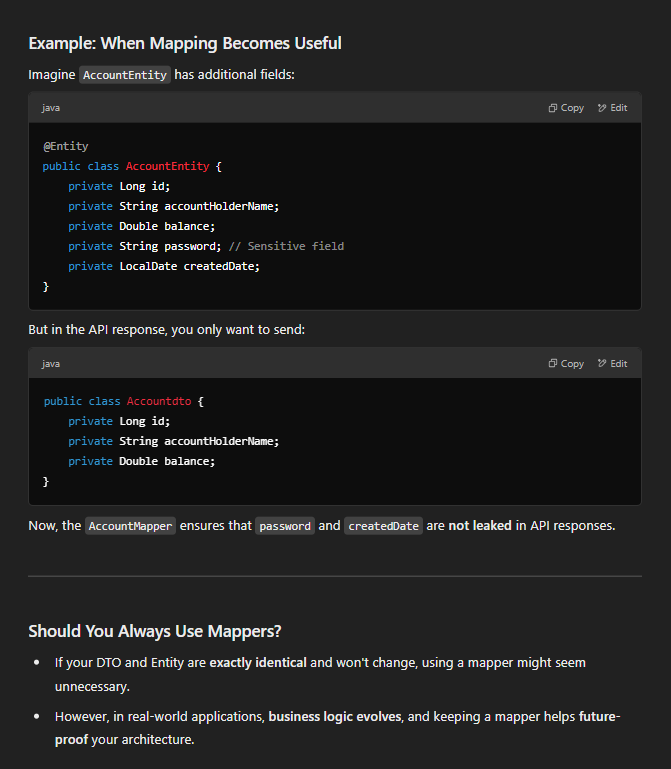 Example: When Mapping Becomes Useful
Imagine AccountEntity has additional fields:
java Copy Edit
@Entity
public class AccountEntity {
    private Long id;
    private String accountHolderName;
    private Double balance;
    private String password; // Sensitive field
    private LocalDate createdDate;
}
But in the API response, you only want to send:
java Copy Edit
public class Accountdto {
    private Long id;
    private String accountHolderName;
    private Double balance;
}
Now, the AccountMapper ensures that password and createdDate are not leaked in API responses.
Should You Always Use Mappers?
• If your DTO and Entity are exactly identical and won't change, using a mapper might seem
unnecessary.
• However, in real-world applications, business logic evolves, and keeping a mapper helps future-
proof your architecture.